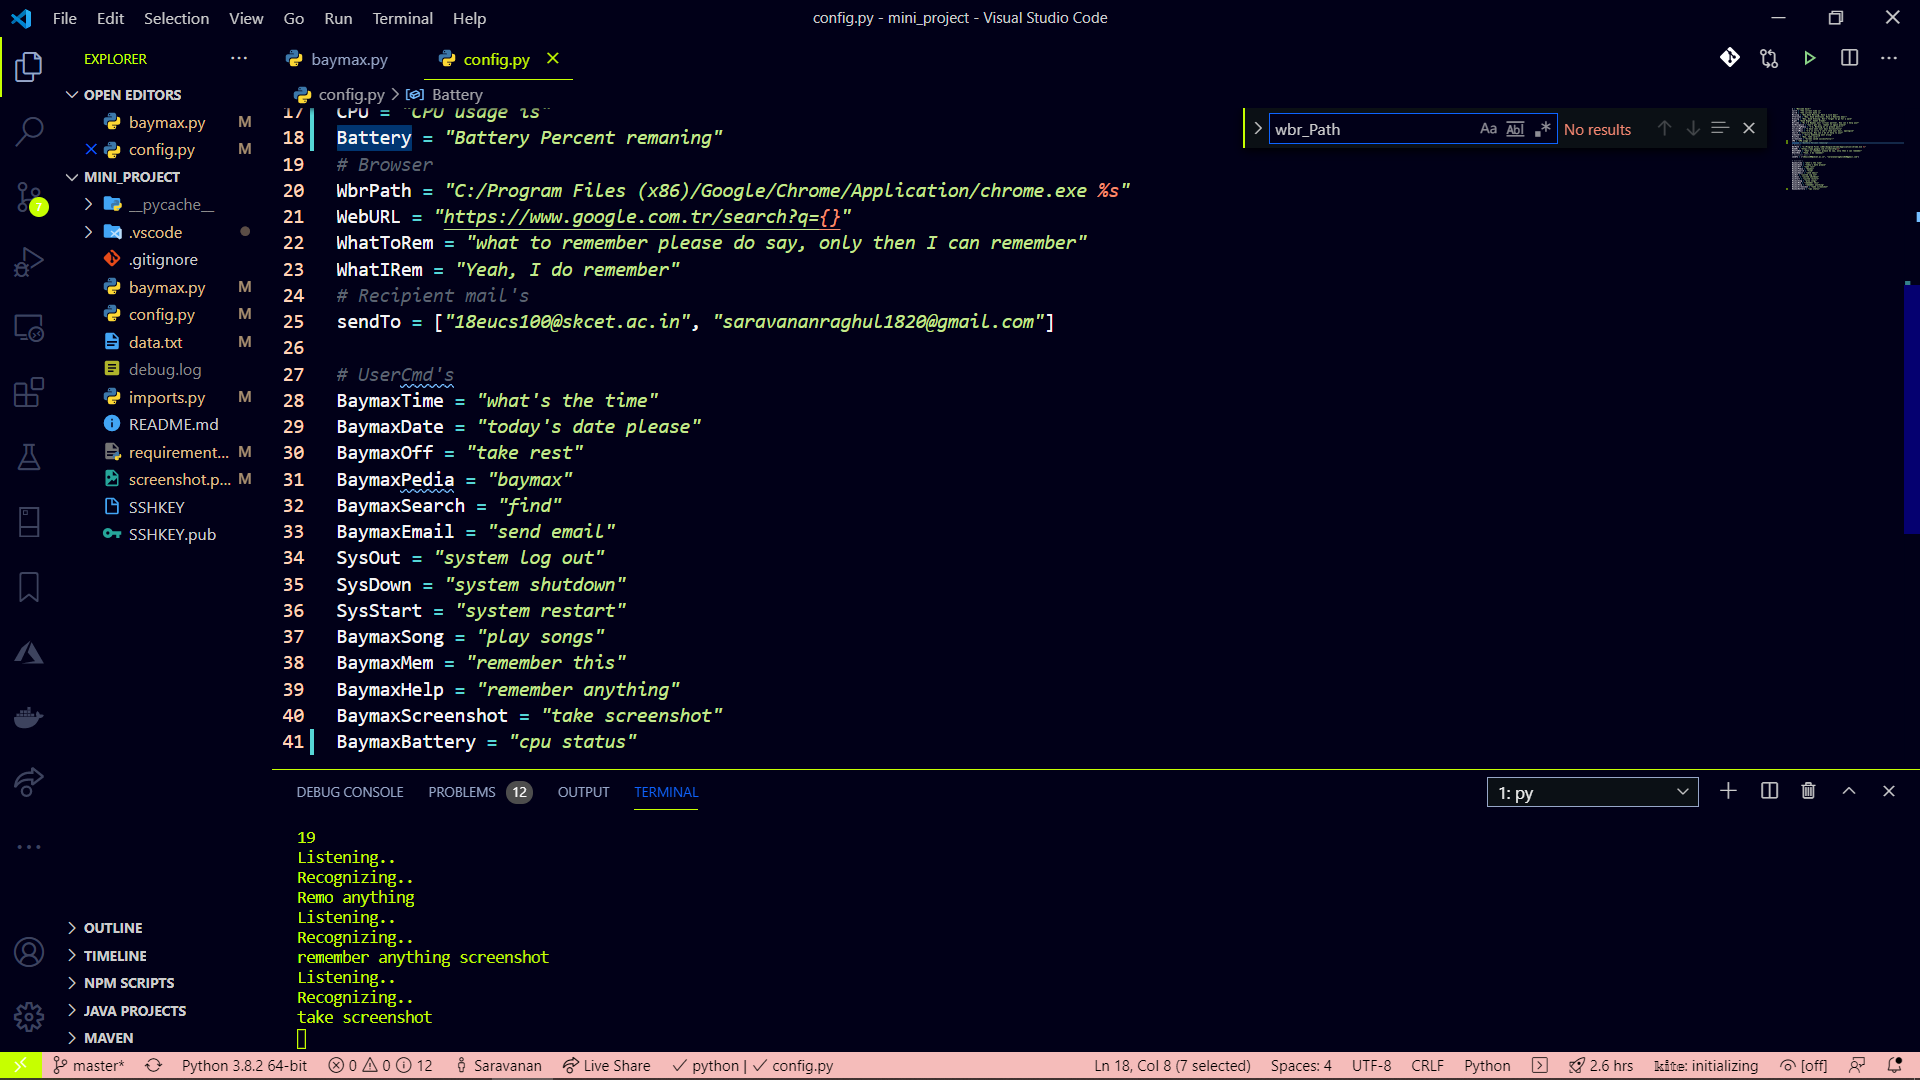 File Edit Selection View Go Run Terminal Help
config.py - mini_project - Visual Studio Code
EXPLORER
OPEN EDITORS
baymax.py M
config.py M
MINI_PROJECT
__pycache__
.vscode
.gitignore
baymax.py M
config.py M
data.txt M
debug.log
imports.py M
README.md
requirement... M
screenshot.p... M
SSHKEY
SSHKEY.pub
OUTLINE
TIMELINE
NPM SCRIPTS
JAVA PROJECTS
MAVEN
7
baymax.py config.py
config.py > Battery
wbr_Path Aa Abl .* No results
17 CPU = "CPU usage is"
18 Battery = "Battery Percent remaning"
19 # Browser
20 WbrPath = "C:/Program Files (x86)/Google/Chrome/Application/chrome.exe %s"
21 WebURL = "https://www.google.com.tr/search?q={}"
22 WhatToRem = "what to remember please do say, only then I can remember"
23 WhatIRem = "Yeah, I do remember"
24 # Recipient mail's
25 sendTo = ["18eucs100@skcet.ac.in", "saravananraghul1820@gmail.com"]
26
27 # UserCmd's
28 BaymaxTime = "what's the time"
29 BaymaxDate = "today's date please"
30 BaymaxOff = "take rest"
31 BaymaxPedia = "baymax"
32 BaymaxSearch = "find"
33 BaymaxEmail = "send email"
34 SysOut = "system log out"
35 SysDown = "system shutdown"
36 SysStart = "system restart"
37 BaymaxSong = "play songs"
38 BaymaxMem = "remember this"
39 BaymaxHelp = "remember anything"
40 BaymaxScreenshot = "take screenshot"
41 BaymaxBattery = "cpu status"
DEBUG CONSOLE PROBLEMS 12 OUTPUT TERMINAL
1: py
19
Listening..
Recognizing..
Remo anything
Listening..
Recognizing..
remember anything screenshot
Listening..
Recognizing..
take screenshot
master* Python 3.8.2 64-bit 0 0 12 Saravanan Live Share python | config.py
Ln 18, Col 8 (7 selected) Spaces: 4 UTF-8 CRLF Python 2.6 hrs kite: initializing [off]